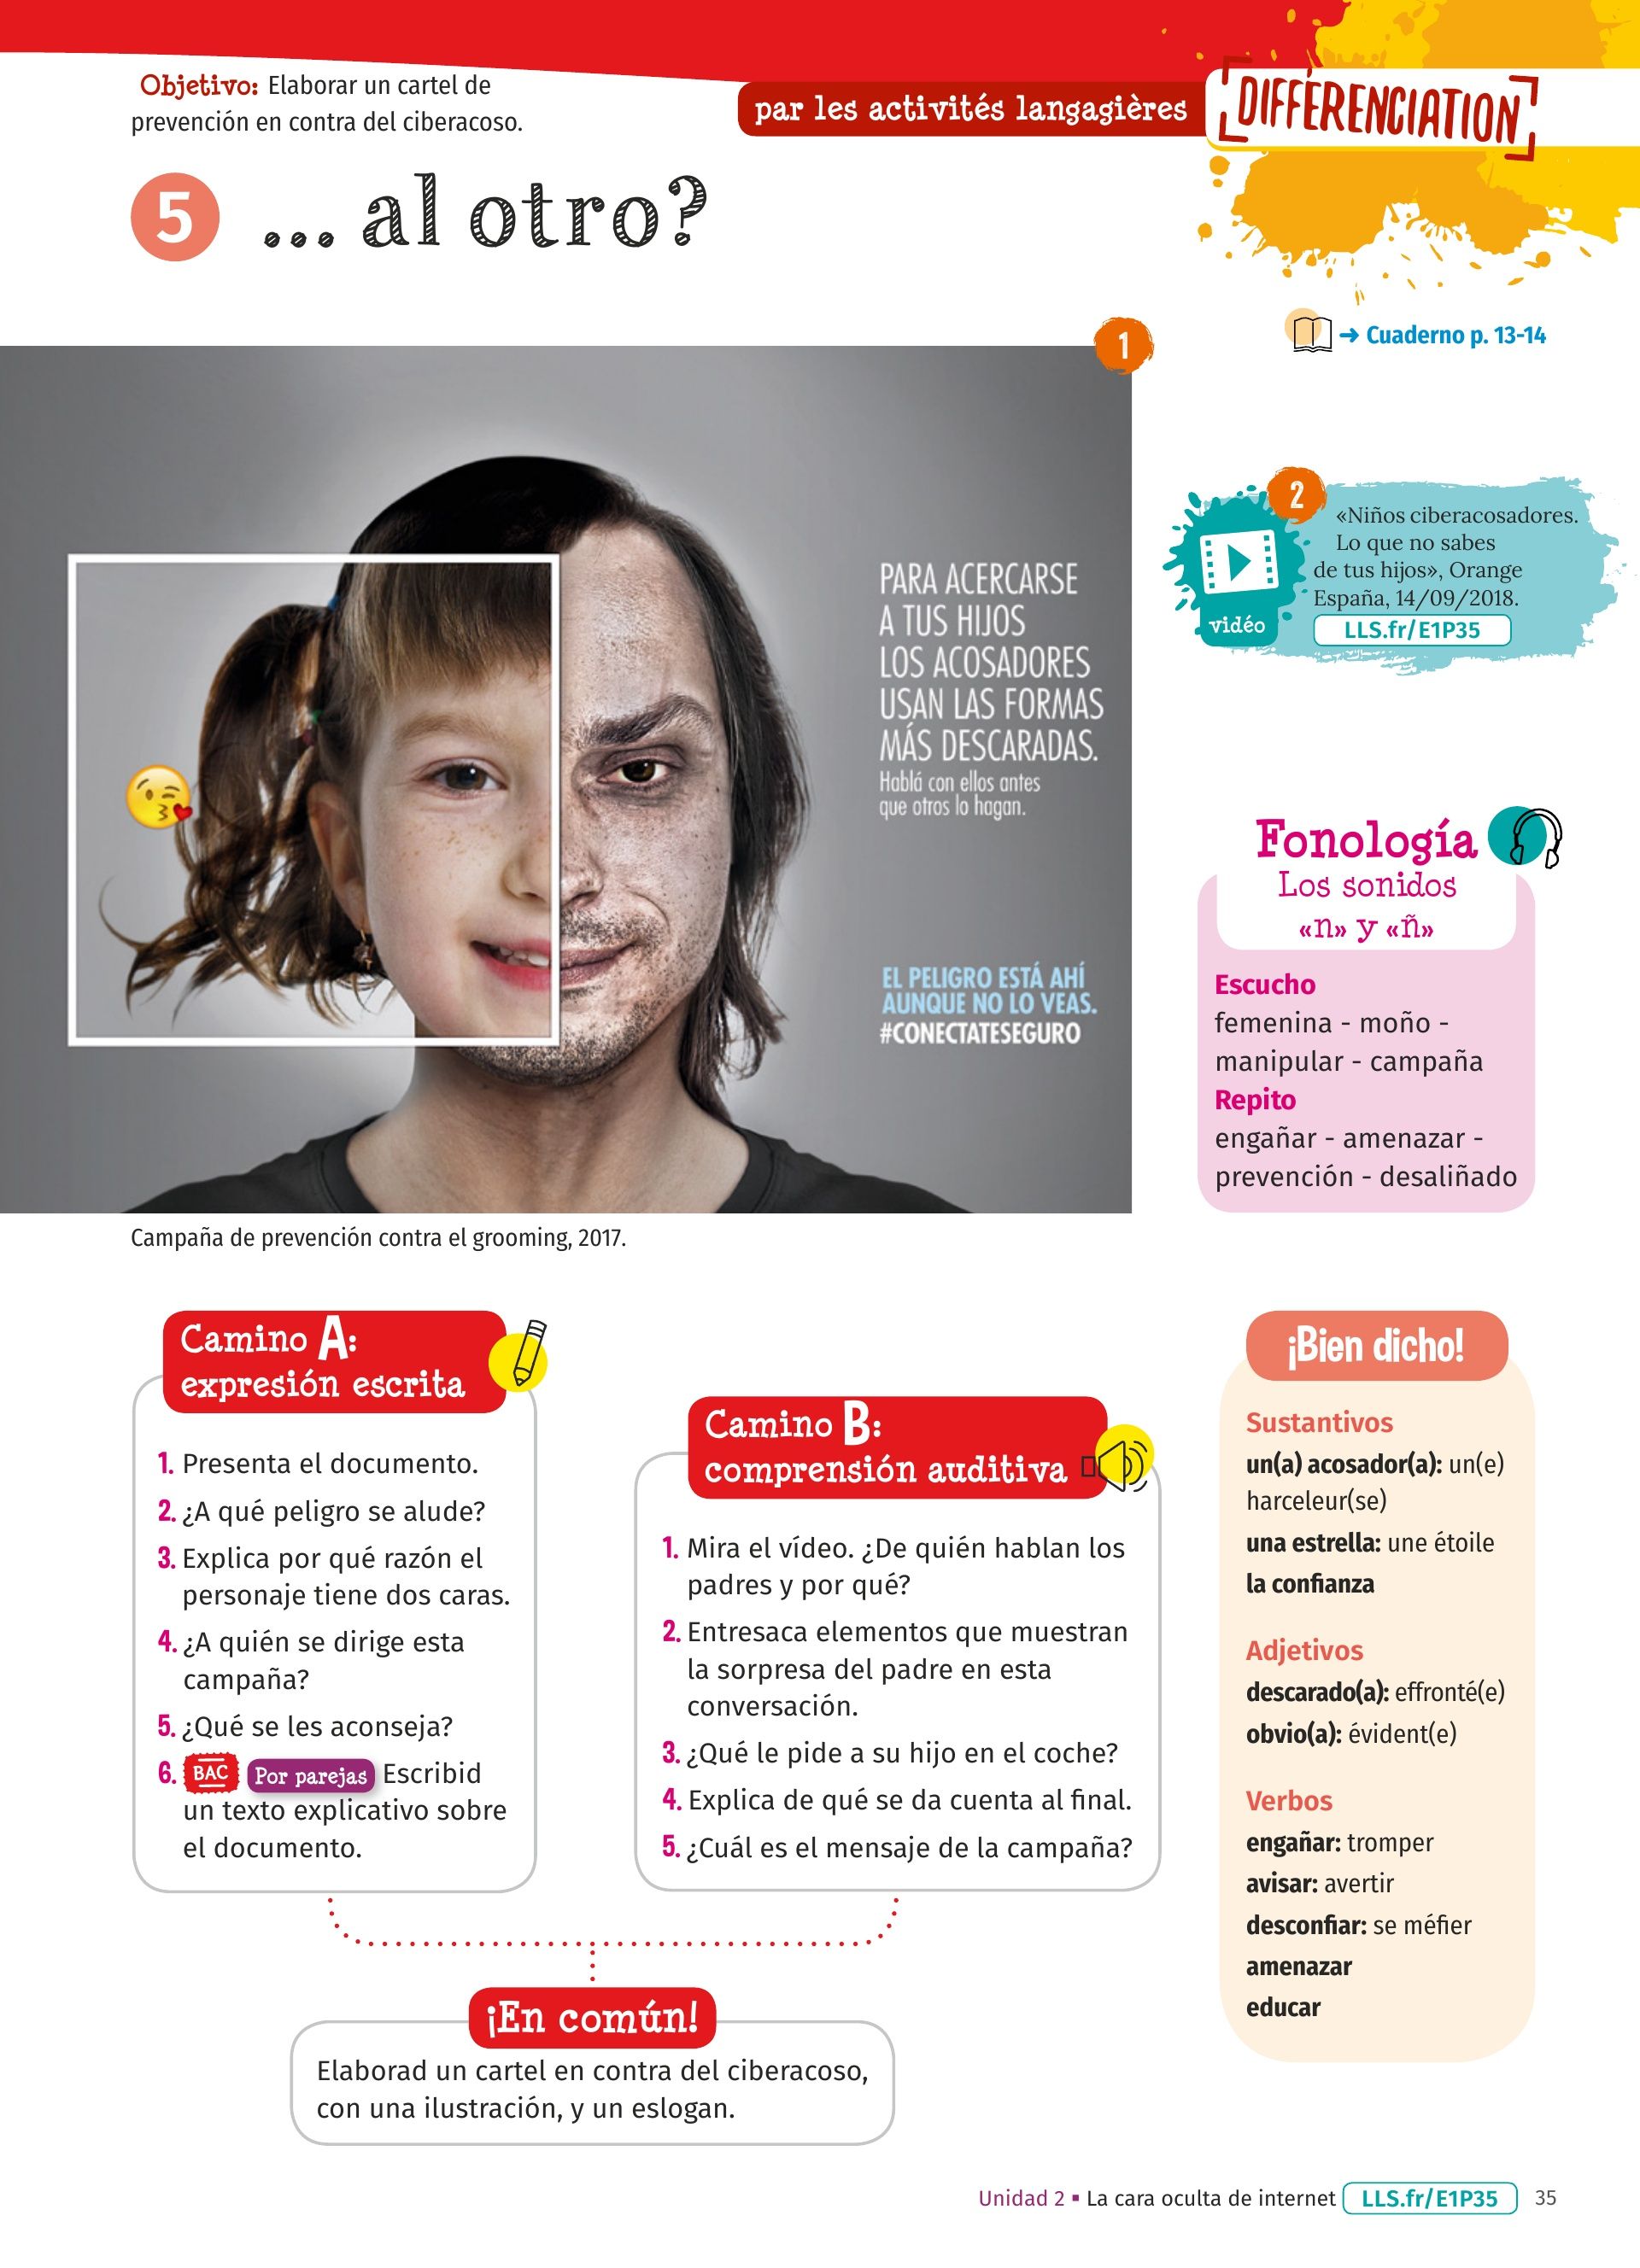 Objetivo: Elaborar un cartel de
prevención en contra del ciberacoso.
par les activités langagières
DIFFÉRENCIATION
5 ... al otro?
➜ Cuaderno p. 13-14
1
PARA ACERCARSE
A TUS HIJOS
LOS ACOSADORES
USAN LAS FORMAS
MÁS DESCARADAS.
Hablá con ellos antes
que otros lo hagan.
EL PELIGRO ESTÁ AHÍ
AUNQUE NO LO VEAS.
#CONECTATESEGURO
Campaña de prevención contra el grooming, 2017.
2
«Niños ciberacosadores.
Lo que no sabes
de tus hijos», Orange
España, 14/09/2018.
vidéo
LLS.fr/E1P35
Fonología
Los sonidos
«n» y «ñ»
Escucho
femenina - moño -
manipular - campaña
Repito
engañar - amenazar -
prevención - desaliñado
Camino A:
expresión escrita
1. Presenta el documento.
2. ¿A qué peligro se alude?
3. Explica por qué razón el
personaje tiene dos caras.
4. ¿A quién se dirige esta
campaña?
5. ¿Qué se les aconseja?
6. BAC Por parejas Escribid
un texto explicativo sobre
el documento.
Camino B:
comprensión auditiva
1. Mira el vídeo. ¿De quién hablan los
padres y por qué?
2. Entresaca elementos que muestran
la sorpresa del padre en esta
conversación.
3. ¿Qué le pide a su hijo en el coche?
4. Explica de qué se da cuenta al final.
5. ¿Cuál es el mensaje de la campaña?
¡En común!
Elaborad un cartel en contra del ciberacoso,
con una ilustración, y un eslogan.
¡Bien dicho!
Sustantivos
un(a) acosador(a): un(e)
harceleur(se)
una estrella: une étoile
la confianza
Adjetivos
descarado(a): effronté(e)
obvio(a): évident(e)
Verbos
engañar: tromper
avisar: avertir
desconfiar: se méfier
amenazar
educar
Unidad 2 ▪ La cara oculta de internet LLS.fr/E1P35 35